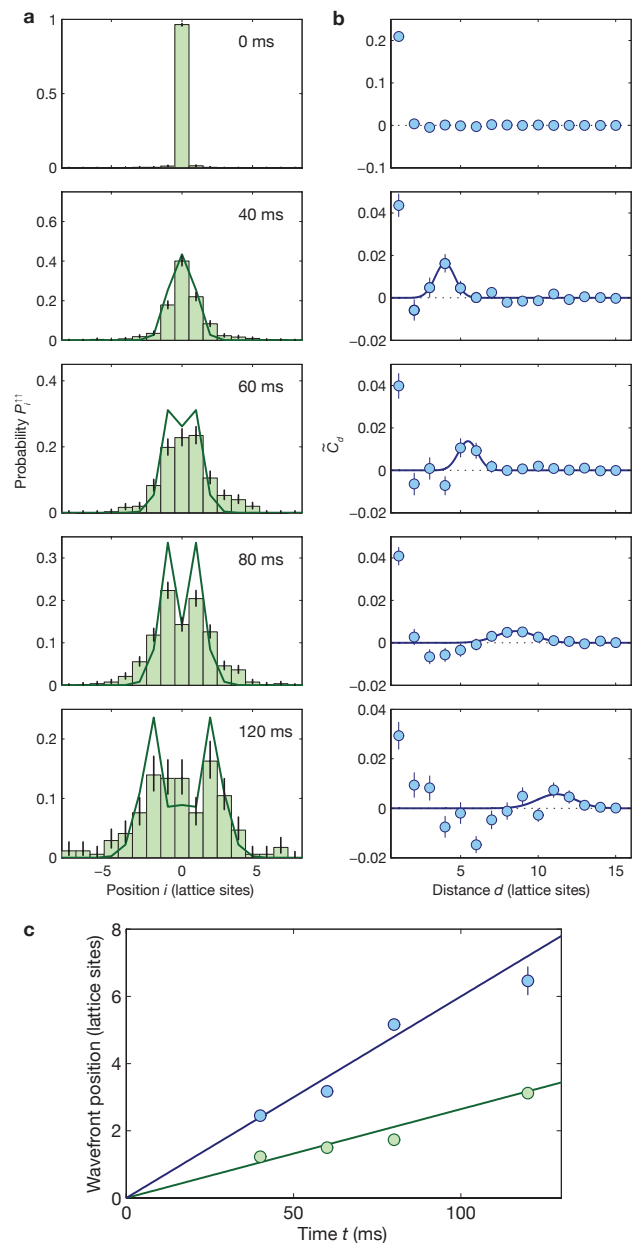 a
b
0 ms
1
0.5
0
0.2
0.1
0
−0.1
40 ms
0.6
0.4
0.2
0
0.04
0.02
0
−0.02
60 ms
0.4
0.2
0
0.04
0.02
0
−0.02
Probability P_i^↑↑
C̃_d
80 ms
0.3
0.2
0.1
0
0.04
0.02
0
−0.02
120 ms
0.2
0.1
0
0.04
0.02
0
−0.02
−5 0 5
0 5 10 15
Position i (lattice sites)
Distance d (lattice sites)
c
Wavefront position (lattice sites)
8
6
4
2
0
0 50 100
Time t (ms)